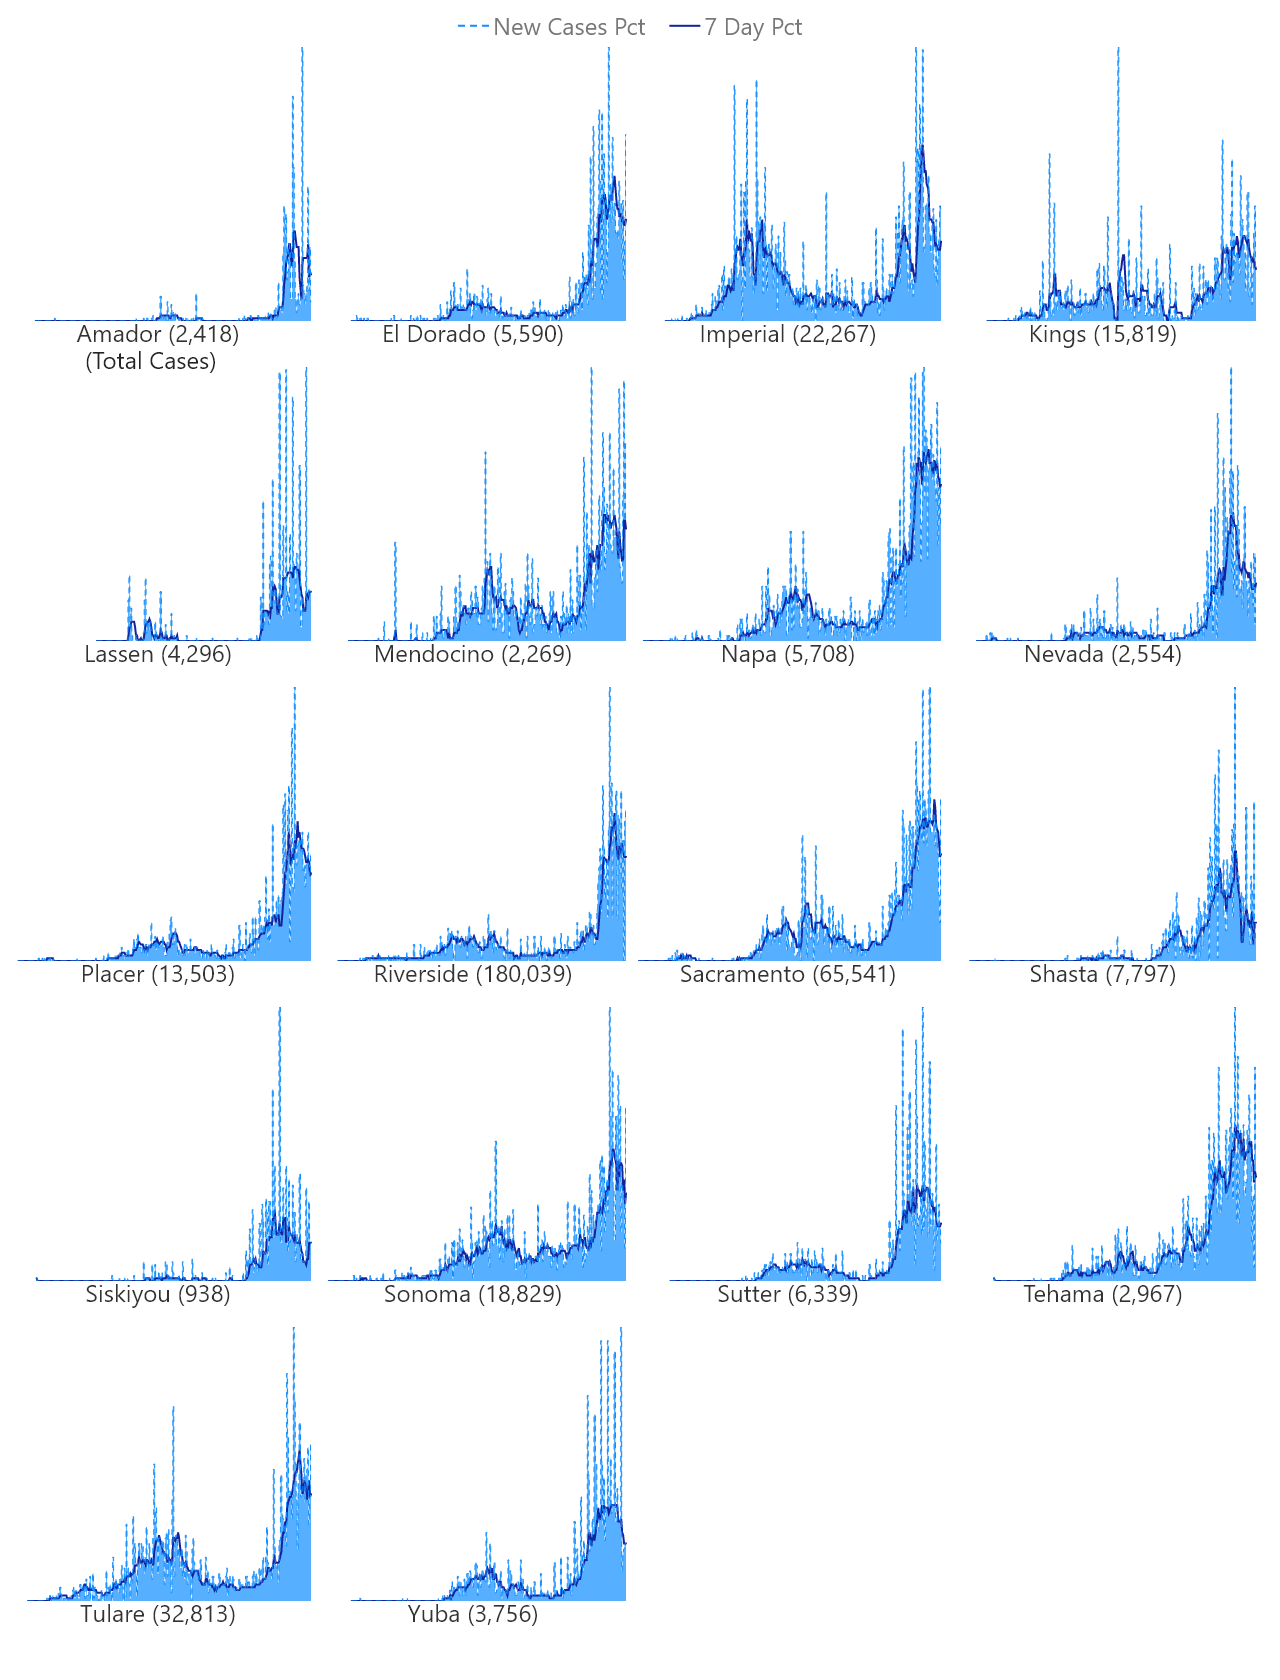 New Cases Pct 7 Day Pct
Amador (2,418) El Dorado (5,590) Imperial (22,267) Kings (15,819)
(Total Cases)
Lassen (4,296) Mendocino (2,269) Napa (5,708) Nevada (2,554)
Placer (13,503) Riverside (180,039) Sacramento (65,541) Shasta (7,797)
Siskiyou (938) Sonoma (18,829) Sutter (6,339) Tehama (2,967)
Tulare (32,813) Yuba (3,756)